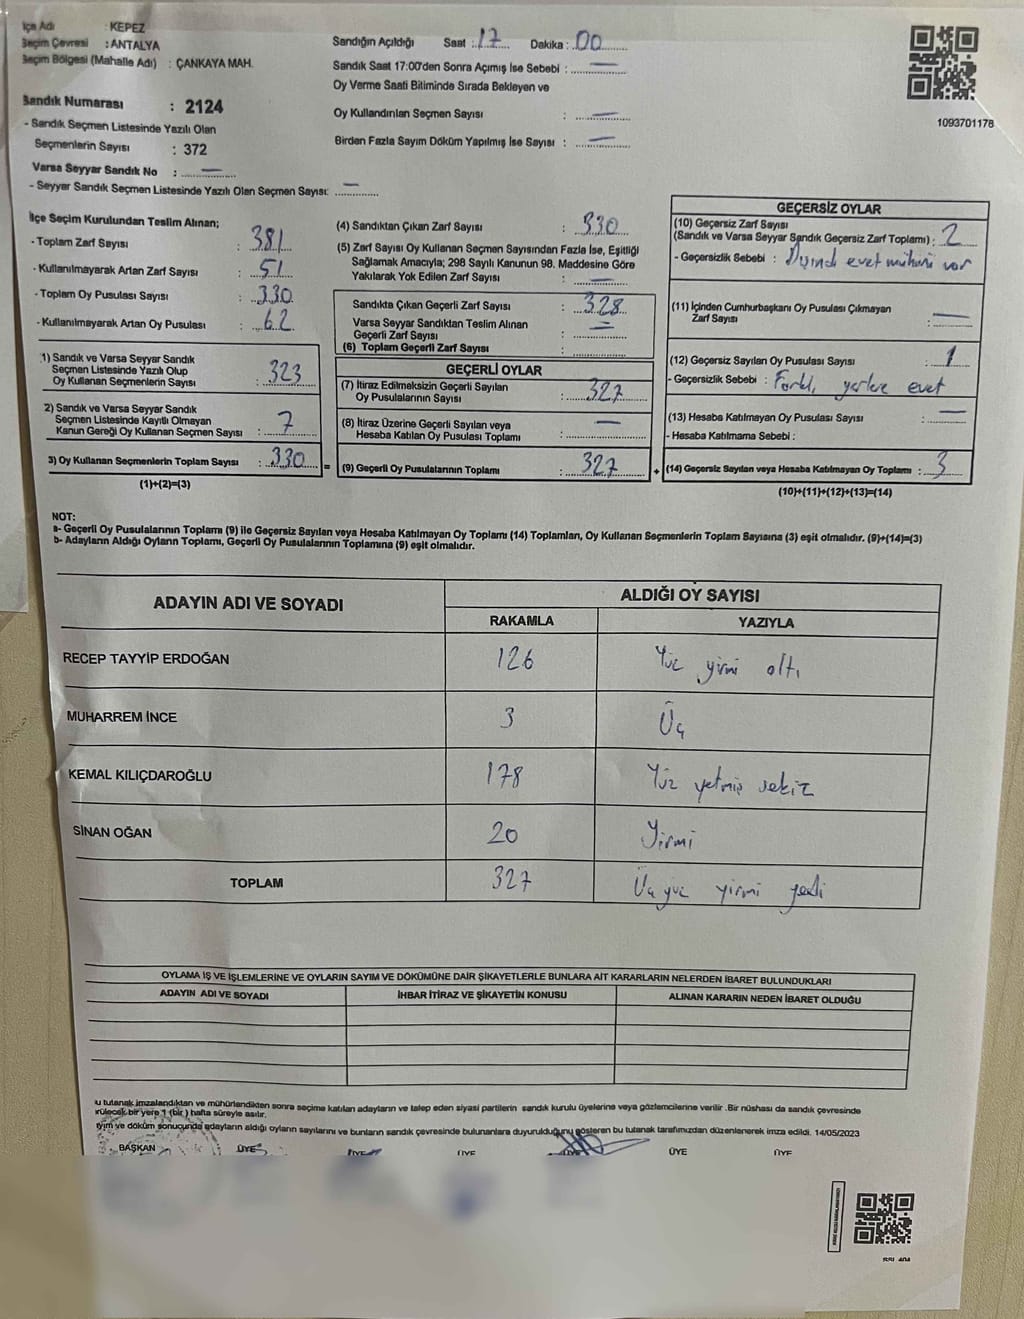 İlçe Adı : KEPEZ
Seçim Çevresi : ANTALYA
Seçim Bölgesi (Mahalle Adı) : ÇANKAYA MAH.
Sandık Numarası : 2124
- Sandık Seçmen Listesinde Yazılı Olan
Seçmenlerin Sayısı : 372
Varsa Seyyar Sandık No : —
- Seyyar Sandık Seçmen Listesinde Yazılı Olan Seçmen Sayısı: —
Sandığın Açıldığı Saat : 17 Dakika : 00
Sandık Saat 17:00'den Sonra Açımış İse Sebebi : —
Oy Verme Saati Bitiminde Sırada Bekleyen ve
Oy Kullandırılan Seçmen Sayısı : —
Birden Fazla Sayım Döküm Yapılmış İse Sayısı : —
1093701178
İlçe Seçim Kurulundan Teslim Alınan;
- Toplam Zarf Sayısı : 381
- Kullanılmayarak Artan Zarf Sayısı : 51
- Toplam Oy Pusulası Sayısı : 330
- Kullanılmayarak Artan Oy Pusulası : 62
1) Sandık ve Varsa Seyyar Sandık
Seçmen Listesinde Yazılı Olup
Oy Kullanan Seçmenlerin Sayısı : 323
2) Sandık ve Varsa Seyyar Sandık
Seçmen Listesinde Kayıtlı Olmayan
Kanun Gereği Oy Kullanan Seçmen Sayısı : 7
3) Oy Kullanan Seçmenlerin Toplam Sayısı : 330 =
(1)+(2)=(3)
(4) Sandıktan Çıkan Zarf Sayısı : 330
(5) Zarf Sayısı Oy Kullanan Seçmen Sayısından Fazla İse, Eşitliği
Sağlamak Amacıyla; 298 Sayılı Kanunun 98. Maddesine Göre
Yakılarak Yok Edilen Zarf Sayısı : —
Sandıkta Çıkan Geçerli Zarf Sayısı : 328
Varsa Seyyar Sandıktan Teslim Alınan
Geçerli Zarf Sayısı : —
(6) Toplam Geçerli Zarf Sayısı :
GEÇERLİ OYLAR
(7) İtiraz Edilmeksizin Geçerli Sayılan
Oy Pusulalarının Sayısı : 327
(8) İtiraz Üzerine Geçerli Sayılan veya
Hesaba Katılan Oy Pusulası Toplamı : —
(9) Geçerli Oy Pusulalarının Toplamı : 327 +
GEÇERSİZ OYLAR
(10) Geçersiz Zarf Sayısı
(Sandık ve Varsa Seyyar Sandık Geçersiz Zarf Toplamı) : 2
- Geçersizlik Sebebi : Dışında evet mührü var
(11) İçinden Cumhurbaşkanı Oy Pusulası Çıkmayan
Zarf Sayısı : —
(12) Geçersiz Sayılan Oy Pusulası Sayısı : 1
- Geçersizlik Sebebi : Farklı yerlere evet
(13) Hesaba Katılmayan Oy Pusulası Sayısı : —
- Hesaba Katılmama Sebebi :
(14) Geçersiz Sayılan veya Hesaba Katılmayan Oy Toplamı : 3
(10)+(11)+(12)+(13)=(14)
NOT:
a- Geçerli Oy Pusulalarının Toplamı (9) ile Geçersiz Sayılan veya Hesaba Katılmayan Oy Toplamı (14) Toplamları, Oy Kullanan Seçmenlerin Toplam Sayısına (3) eşit olmalıdır. (9)+(14)=(3)
b- Adayların Aldığı Oyların Toplamı, Geçerli Oy Pusulalarının Toplamına (9) eşit olmalıdır.
ADAYIN ADI VE SOYADI
ALDIĞI OY SAYISI
RAKAMLA YAZIYLA
RECEP TAYYİP ERDOĞAN 126 Yüz yirmi altı
MUHARREM İNCE 3 Üç
KEMAL KILIÇDAROĞLU 178 Yüz yetmiş sekiz
SİNAN OĞAN 20 Yirmi
TOPLAM 327 Üç yüz yirmi yedi
OYLAMA İŞ VE İŞLEMLERİNE VE OYLARIN SAYIM VE DÖKÜMÜNE DAİR ŞİKAYETLERLE BUNLARA AİT KARARLARIN NELERDEN İBARET BULUNDUKLARI
ADAYIN ADI VE SOYADI İHBAR İTİRAZ VE ŞİKAYETİN KONUSU ALINAN KARARIN NEDEN İBARET OLDUĞU
u tutanak imzalandıktan ve mühürlendikten sonra seçime katılan adayların ve talep eden siyasi partilerin sandık kurulu üyelerine veya gözlemcilerine verilir .Bir nüshası da sandık çevresinde
rülecek bir yere 1 (bir ) hafta süreyle asılır.
yım ve döküm sonucunda adayların aldığı oyların sayılarını ve bunların sandık çevresinde bulunanlara duyurulduğunu gösteren bu tutanak tarafımızdan düzenlenerek imza edildi. 14/05/2023
BAŞKAN ÜYE ÜYE ÜYE ÜYE ÜYE ÜYE